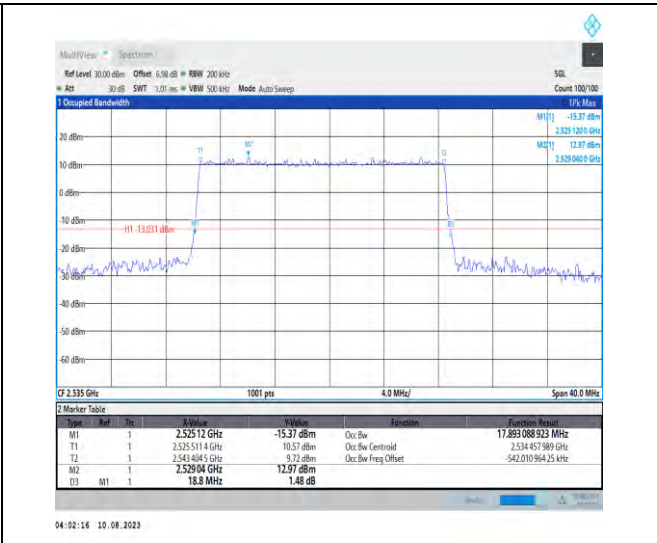 MultiView Spectrum
Ref Level 30.00 dBm Offset 6.98 dB RBW 200 kHz SGL
Att 30 dB SWT 1.01 ms VBW 500 kHz Mode Auto Sweep Count 100/100
1 Occupied Bandwidth 1Pk Max
M1[1] -15.37 dBm
2.5251200 GHz
20 dBm M2[1] 12.97 dBm
2.5290400 GHz
T1 M2 T2
10 dBm
0 dBm
-10 dBm
H1 -13.031 dBm M1 D3
-20 dBm
-30 dBm
-40 dBm
-50 dBm
-60 dBm
CF 2.535 GHz 1001 pts 4.0 MHz/ Span 40.0 MHz
2 Marker Table
Type Ref Trc X-Value Y-Value Function Function Result
M1 1 2.52512 GHz -15.37 dBm Occ Bw 17.893 088 923 MHz
T1 1 2.525 511 4 GHz 10.57 dBm Occ Bw Centroid 2.534 457 989 GHz
T2 1 2.543 404 5 GHz 9.72 dBm Occ Bw Freq Offset -542.010 964 25 kHz
M2 1 2.52904 GHz 12.97 dBm
D3 M1 1 18.8 MHz 1.48 dB
04:02:16 10.08.2023